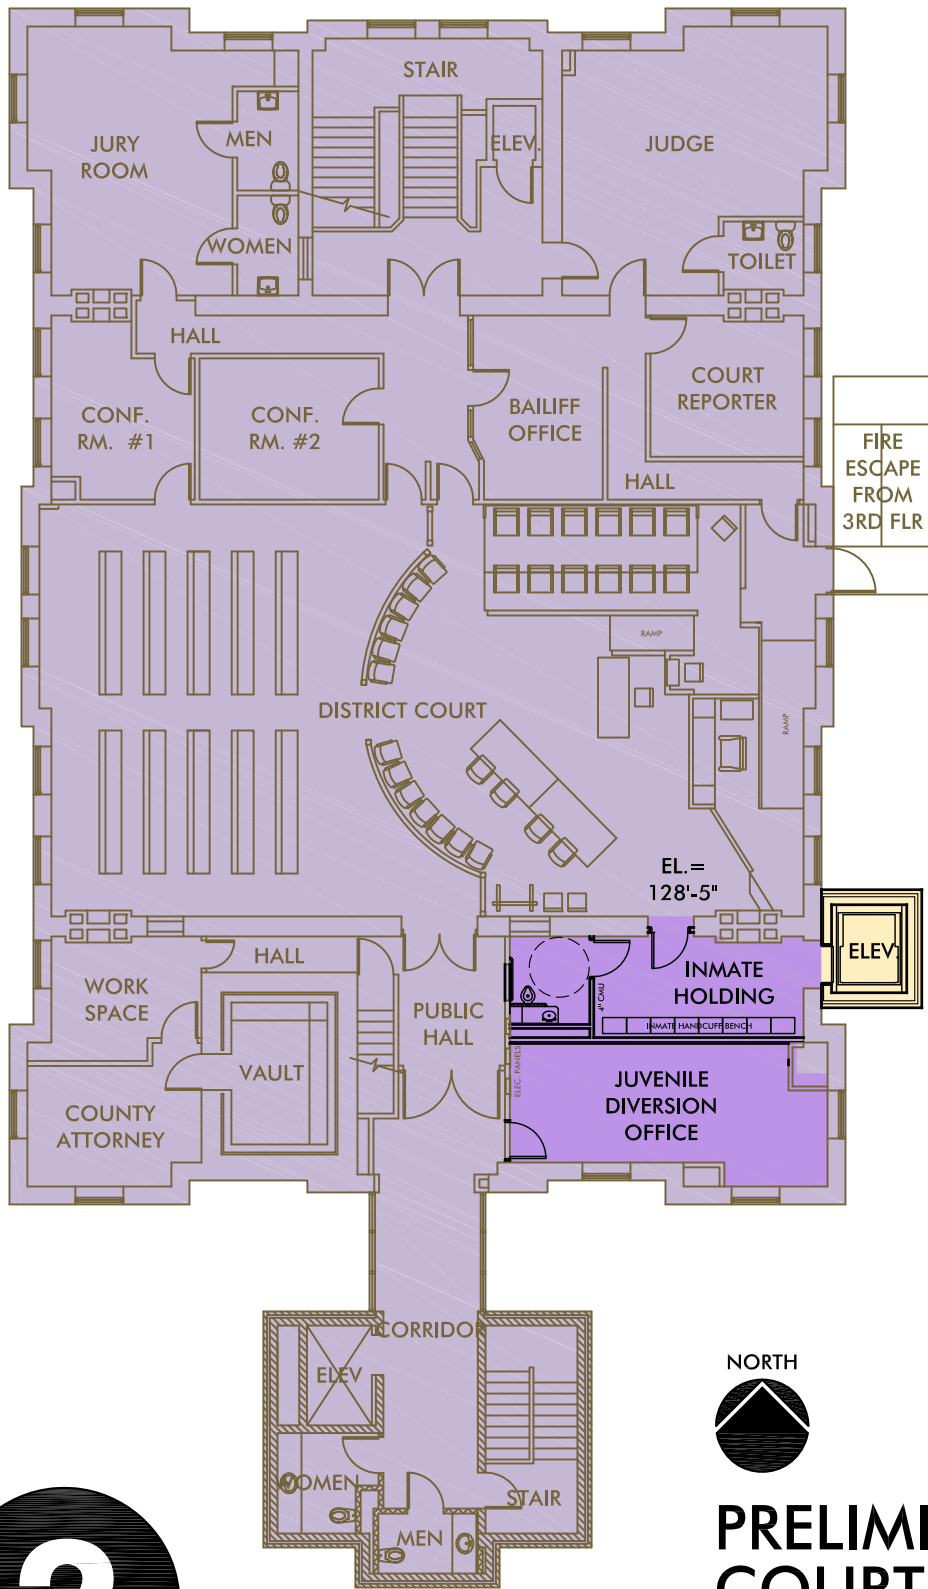 STAIR
JURY
ROOM
MEN
ELEV.
JUDGE
WOMEN
TOILET
HALL
CONF.
RM. #1
CONF.
RM. #2
BAILIFF
OFFICE
COURT
REPORTER
HALL
FIRE
ESCAPE
FROM
3RD FLR
RAMP
DISTRICT COURT
RAMP
EL.=
128'-5"
ELEV.
HALL
WORK
SPACE
PUBLIC
HALL
4" CMU
INMATE
HOLDING
INMATE HANDCUFF BENCH
VAULT
ELEC. PANELS
JUVENILE
DIVERSION
OFFICE
COUNTY
ATTORNEY
CORRIDOR
ELEV
WOMEN
MEN
STAIR
NORTH
PRELIMI
COURT